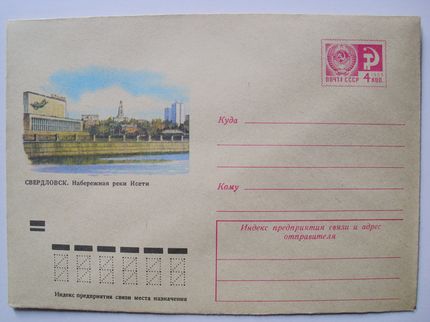 ПОЧТА СССР
4 КОП.
Куда
СВЕРДЛОВСК. Набережная реки Исети
Кому
Индекс предприятия связи и адрес
отправителя
Индекс предприятия связи места назначения